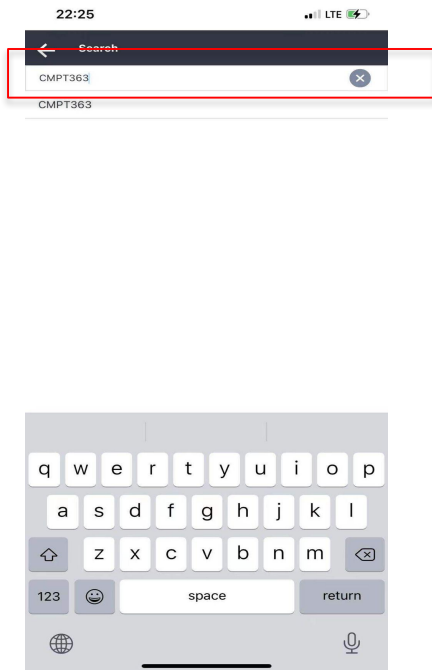 22:25 LTE
Search
CMPT363
CMPT363
q w e r t y u i o p
a s d f g h j k l
z x c v b n m
123 space return